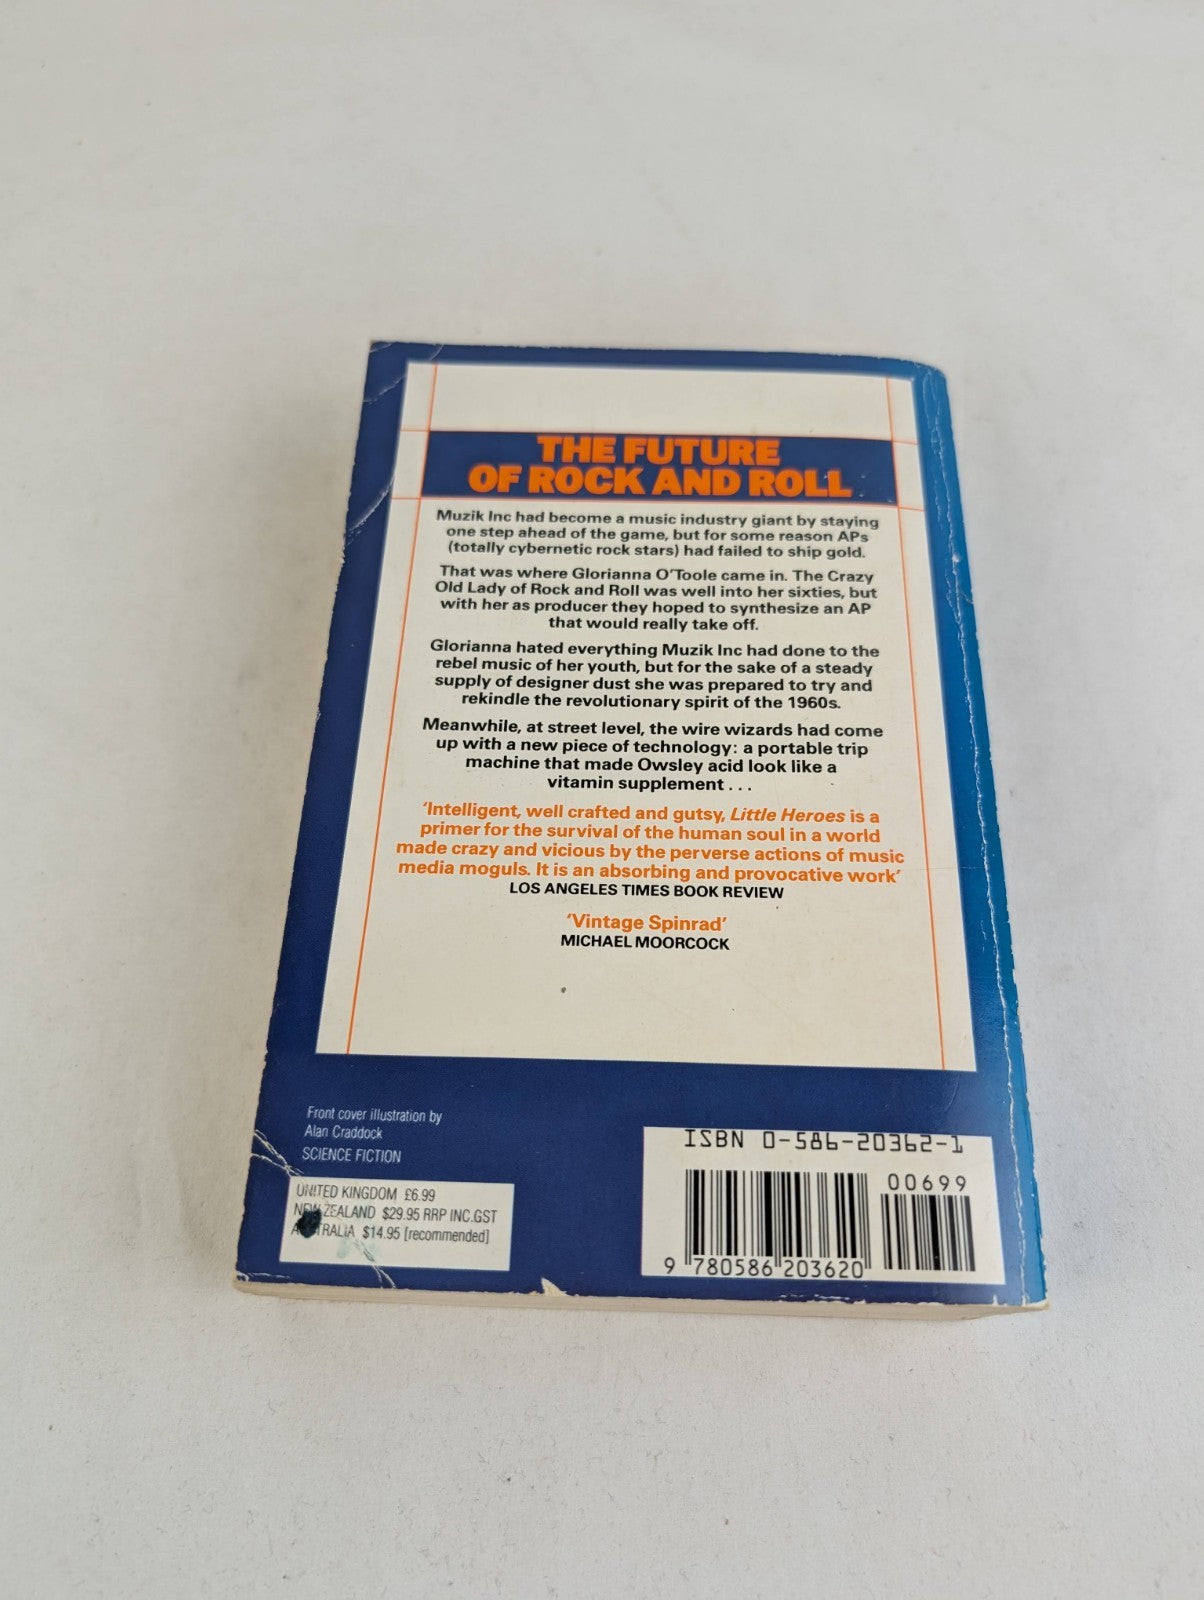 THE FUTURE
OF ROCK AND ROLL
Muzik Inc had become a music industry giant by staying
one step ahead of the game, but for some reason APs
(totally cybernetic rock stars) had failed to ship gold.
That was where Glorianna O'Toole came in. The Crazy
Old Lady of Rock and Roll was well into her sixties, but
with her as producer they hoped to synthesize an AP
that would really take off.
Glorianna hated everything Muzik Inc had done to the
rebel music of her youth, but for the sake of a steady
supply of designer dust she was prepared to try and
rekindle the revolutionary spirit of the 1960s.
Meanwhile, at street level, the wire wizards had come
up with a new piece of technology: a portable trip
machine that made Owsley acid look like a
vitamin supplement . . .
'Intelligent, well crafted and gutsy, Little Heroes is a
primer for the survival of the human soul in a world
made crazy and vicious by the perverse actions of music
media moguls. It is an absorbing and provocative work'
LOS ANGELES TIMES BOOK REVIEW
'Vintage Spinrad'
MICHAEL MOORCOCK
Front cover illustration by
Alan Craddock
SCIENCE FICTION
UNITED KINGDOM £6.99
NEW ZEALAND $29.95 RRP INC.GST
AUSTRALIA $14.95 [recommended]
ISBN 0-586-20362-1
00699
9 780586 203620